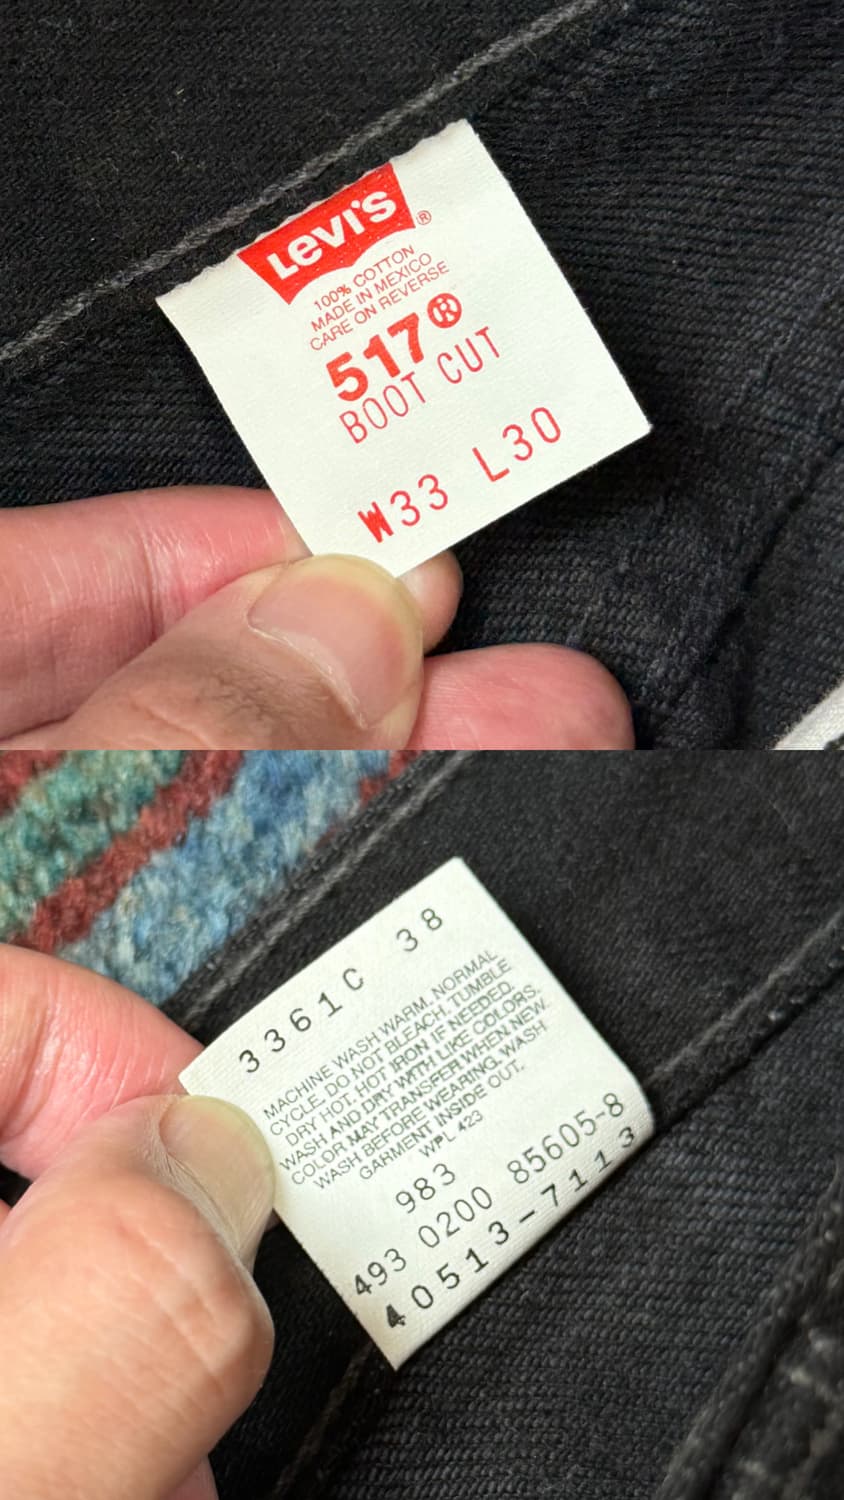 LEVI'S ®
100% COTTON
MADE IN MEXICO
CARE ON REVERSE
517®
BOOT CUT
W33 L30
3361C 38
MACHINE WASH WARM. NORMAL
CYCLE. DO NOT BLEACH. TUMBLE
DRY HOT. HOT IRON IF NEEDED.
WASH AND DRY WITH LIKE COLORS.
COLOR MAY TRANSFER WHEN NEW.
WASH BEFORE WEARING. WASH
GARMENT INSIDE OUT.
WPL 423
983
493 0200 85605-8
40513-7113